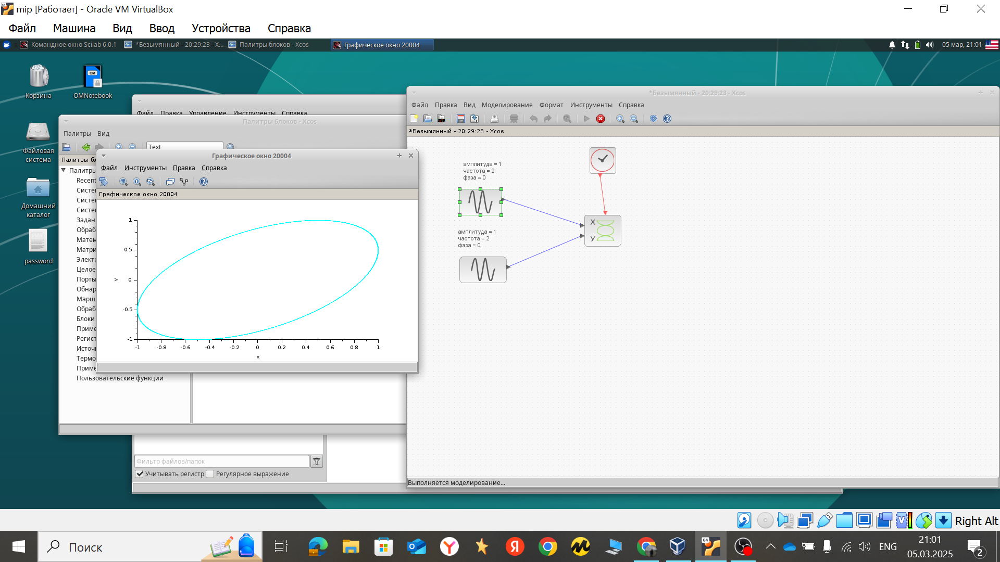 mip [Работает] - Oracle VM VirtualBox
Файл Машина Вид Ввод Устройства Справка
Командное окно Scilab 6.0.1 *Безымянный - 20:29:23 - X... Палитры блоков - Xcos Графическое окно 20004 05 мар, 21:01
Корзина
OM
OMNotebook
Файловая
система
Домашний
каталог
password
Файл Правка Управление Инструменты Справка
Палитры блоков - Xcos
Палитры Вид
Text
Палитры бл
Палитры
Recent
Систе
Систе
Систе
Задан
Обраб
Матем
Матри
Электр
Целое
Порты
Обнар
Марш
Обраб
Блоки
Приме
Регист
Источ
Термо
Приме
Пользовательские функции
Графическое окно 20004
Файл Инструменты Правка Справка
Графическое окно 20004
1
0.5
0
-0.5
-1
y
-1 -0.8 -0.6 -0.4 -0.2 0 0.2 0.4 0.6 0.8 1
x
Фильтр файлов/папок
Учитывать регистр Регулярное выражение
*Безымянный - 20:29:23 - Xcos
Файл Правка Вид Моделирование Формат Инструменты Справка
*Безымянный - 20:29:23 - Xcos
амплитуда = 1
частота = 2
фаза = 0
амплитуда = 1
частота = 2
фаза = 0
X
У
Выполняется моделирование...
Right Alt
Поиск
64
ENG
21:01
05.03.2025
2